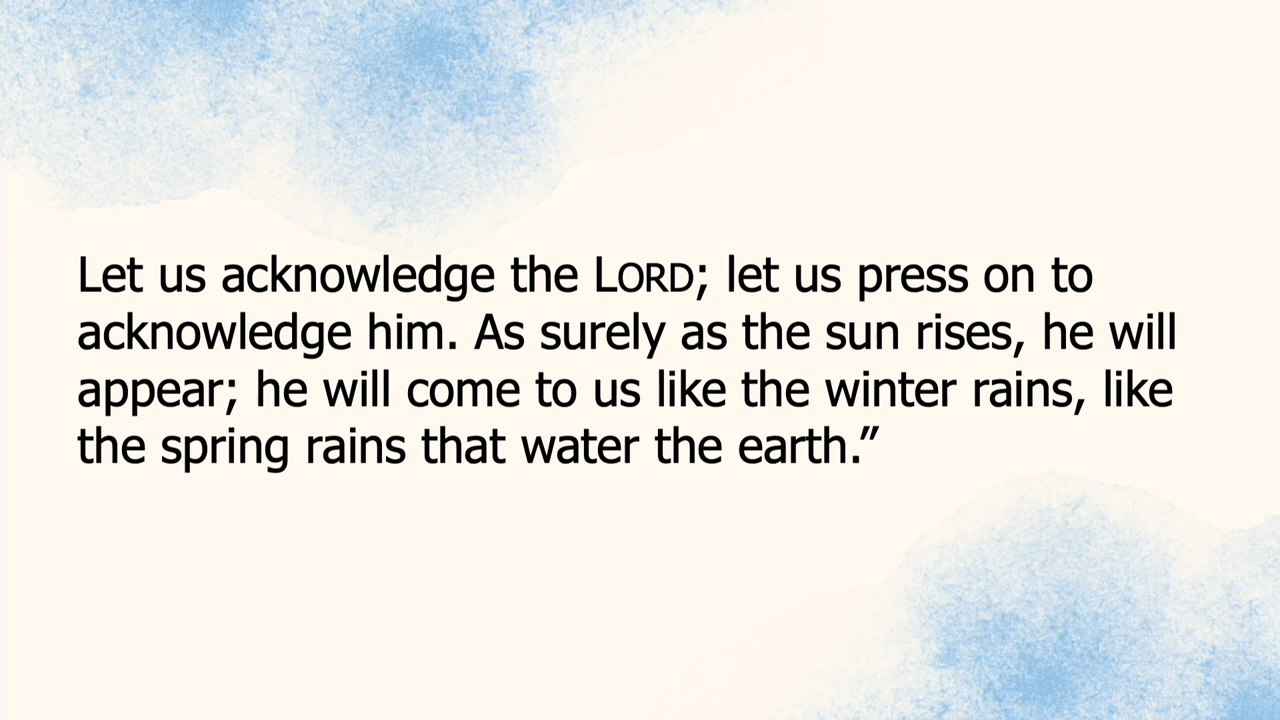 Let us acknowledge the LORD; let us press on to
acknowledge him. As surely as the sun rises, he will
appear; he will come to us like the winter rains, like
the spring rains that water the earth.”